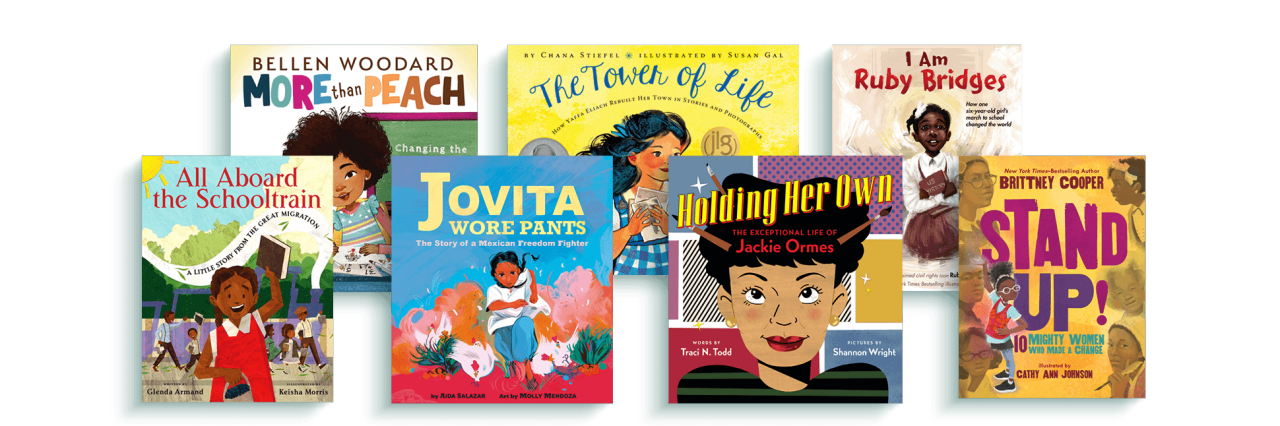 BELLEN WOODARD
MORE than PEACH
Changing the
BY CHANA STIEFEL ILLUSTRATED BY SUSAN GAL
The Tower of Life
HOW YAFFA ELIACH REBUILT HER TOWN IN STORIES AND PHOTOGRAPHS
jlg
I Am
Ruby Bridges
How one
six-year-old girl's
march to school
changed the world
All Aboard
the Schooltrain
A LITTLE STORY FROM THE GREAT MIGRATION
WRITTEN BY
Glenda Armand
ILLUSTRATED BY
Keisha Morris
JOVITA
WORE PANTS
The Story of a Mexican Freedom Fighter
by AIDA SALAZAR Art by MOLLY MENDOZA
Holding Her Own
THE EXCEPTIONAL LIFE OF
Jackie Ormes
WORDS BY
Traci N. Todd
PICTURES BY
Shannon Wright
New York Times-Bestselling Author
BRITTNEY COOPER
STAND
UP!
10 MIGHTY WOMEN
WHO MADE A CHANGE
Illustrated by
CATHY ANN JOHNSON